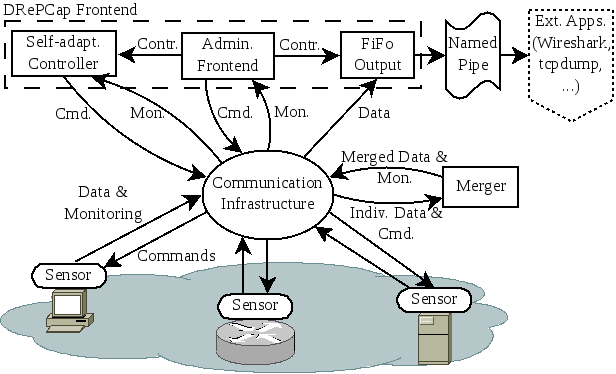 DRePCap Frontend
Self-adapt.
Controller
Contr.
Admin.
Frontend
Contr.
FiFo
Output
Named
Pipe
Ext. Apps.
(Wireshark,
tcpdump,
...)
Cmd.
Mon.
Cmd.
Mon.
Data
Communication
Infrastructure
Merged Data &
Mon.
Merger
Indiv. Data &
Cmd.
Data &
Monitoring
Commands
Sensor
Sensor
Sensor